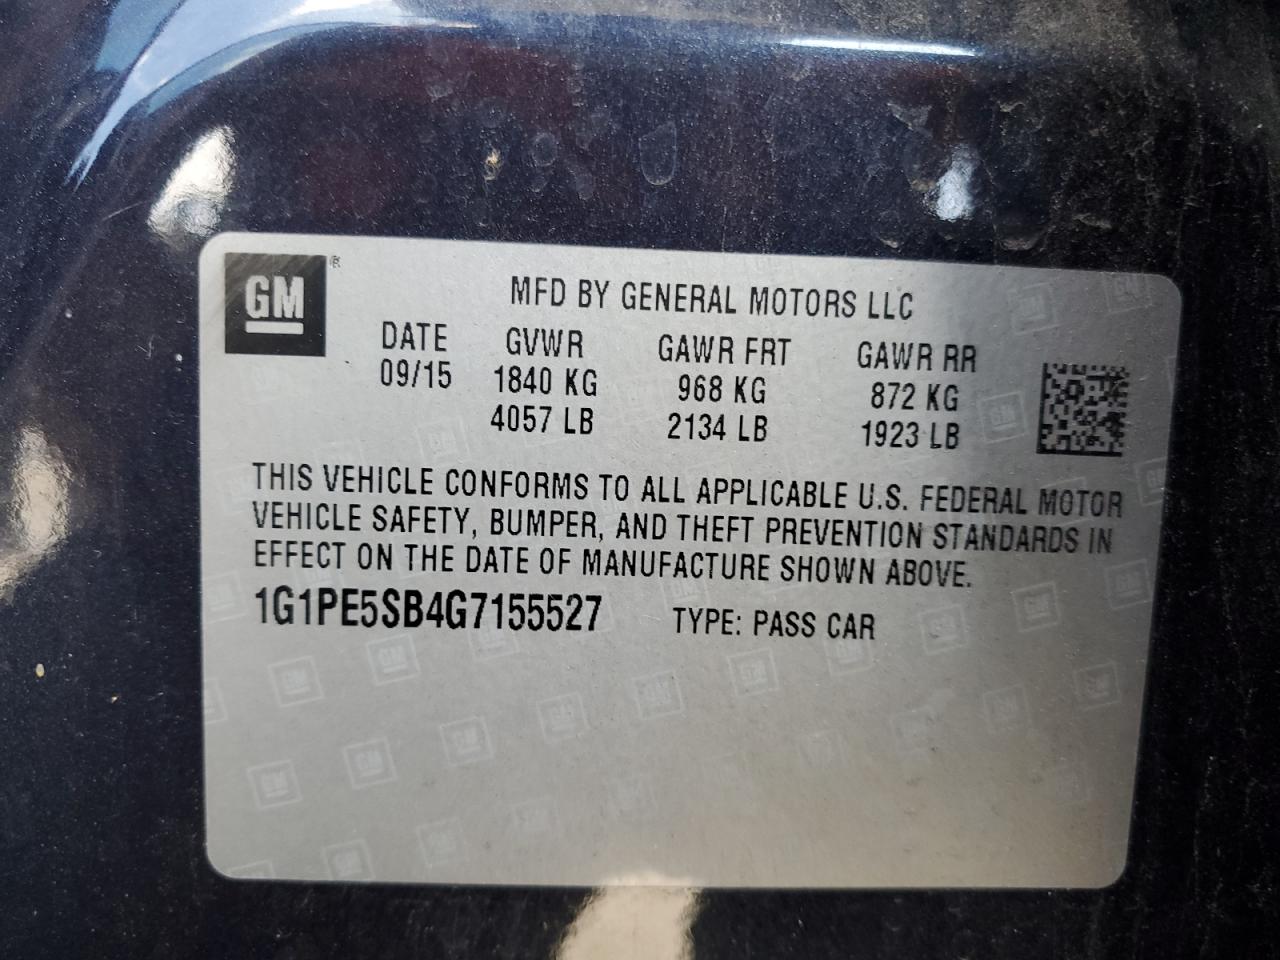 GM
MFD BY GENERAL MOTORS LLC
DATE GVWR GAWR FRT GAWR RR
09/15 1840 KG 968 KG 872 KG
4057 LB 2134 LB 1923 LB
THIS VEHICLE CONFORMS TO ALL APPLICABLE U.S. FEDERAL MOTOR
VEHICLE SAFETY, BUMPER, AND THEFT PREVENTION STANDARDS IN
EFFECT ON THE DATE OF MANUFACTURE SHOWN ABOVE.
1G1PE5SB4G7155527 TYPE: PASS CAR